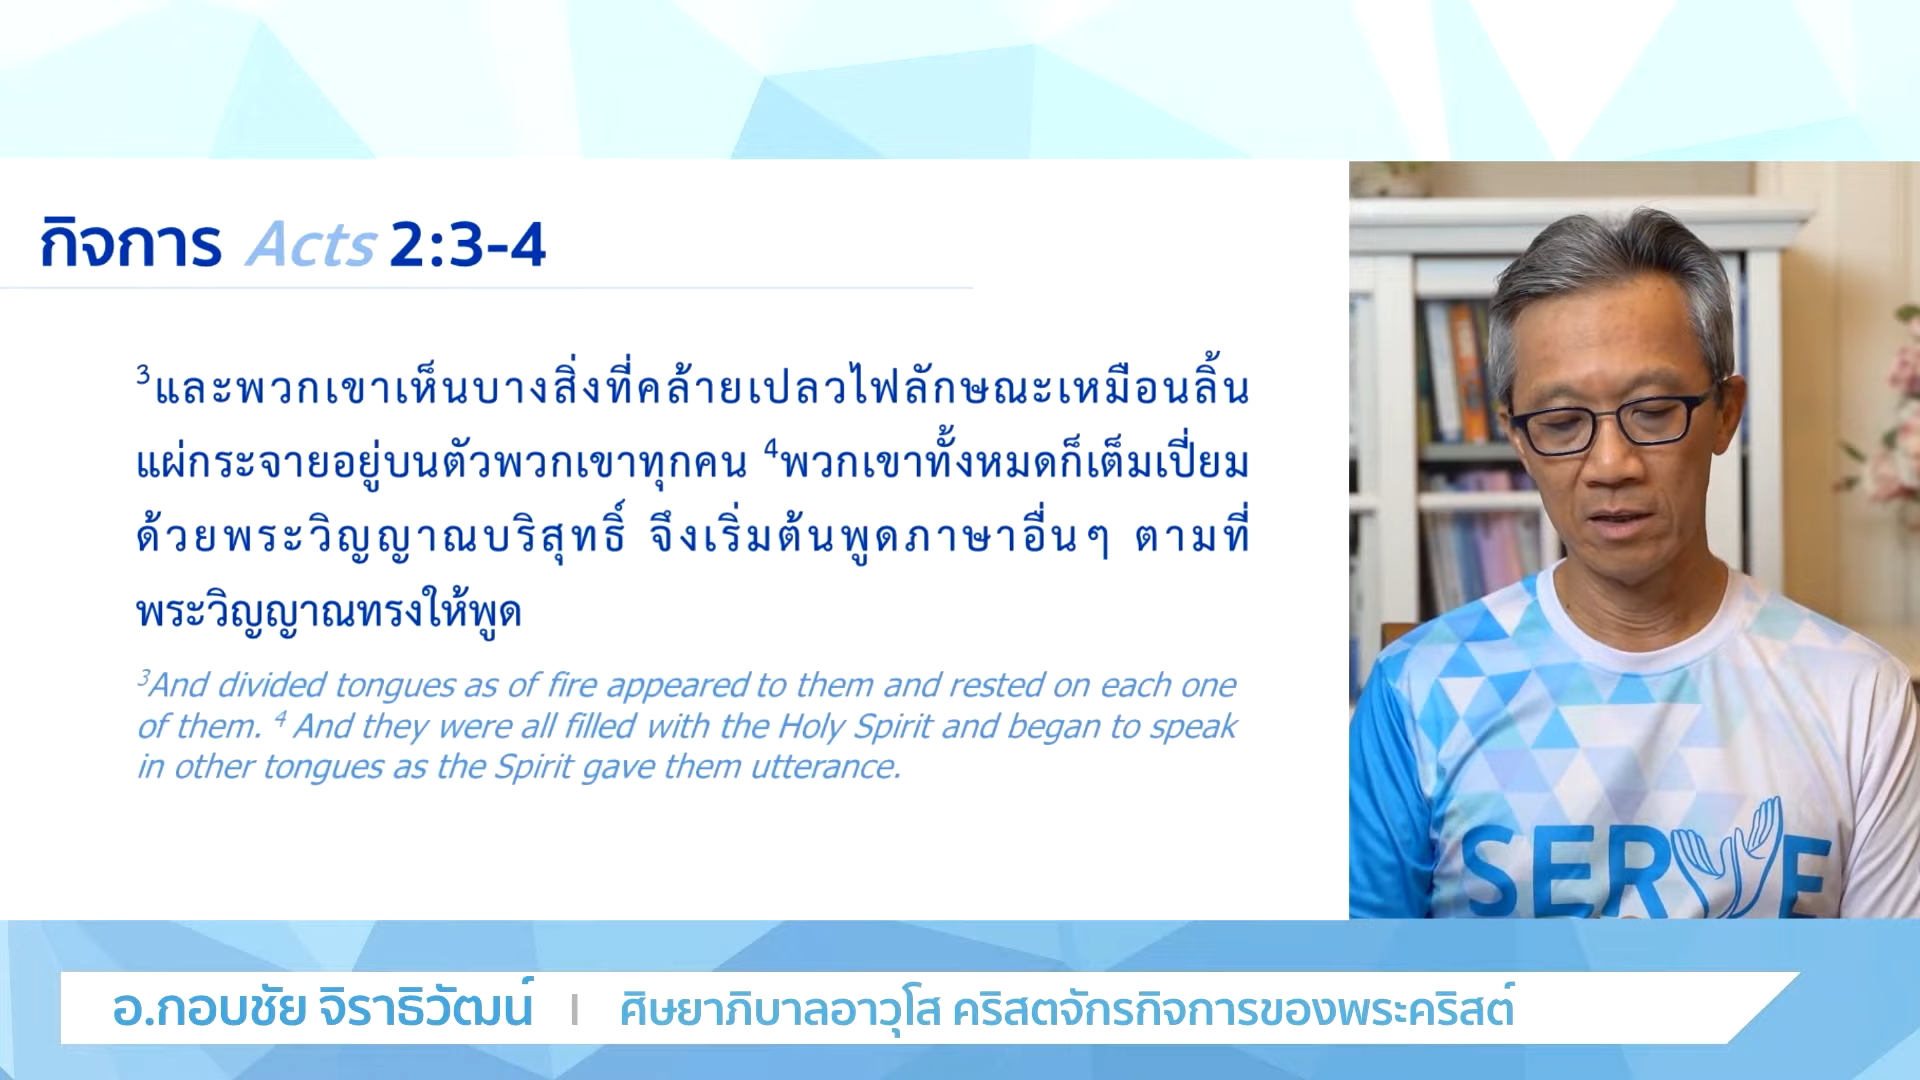 กิจการ Acts 2:3-4
³และพวกเขาเห็นบางสิ่งที่คล้ายเปลวไฟลักษณะเหมือนลิ้น
แผ่กระจายอยู่บนตัวพวกเขาทุกคน ⁴พวกเขาทั้งหมดก็เต็มเปี่ยม
ด้วยพระวิญญาณบริสุทธิ์ จึงเริ่มต้นพูดภาษาอื่นๆ ตามที่
พระวิญญาณทรงให้พูด
³And divided tongues as of fire appeared to them and rested on each one
of them. ⁴ And they were all filled with the Holy Spirit and began to speak
in other tongues as the Spirit gave them utterance.
SERVE
อ.กอบชัย จิราธิวัฒน์ | ศิษยาภิบาลอาวุโส คริสตจักรกิจการของพระคริสต์